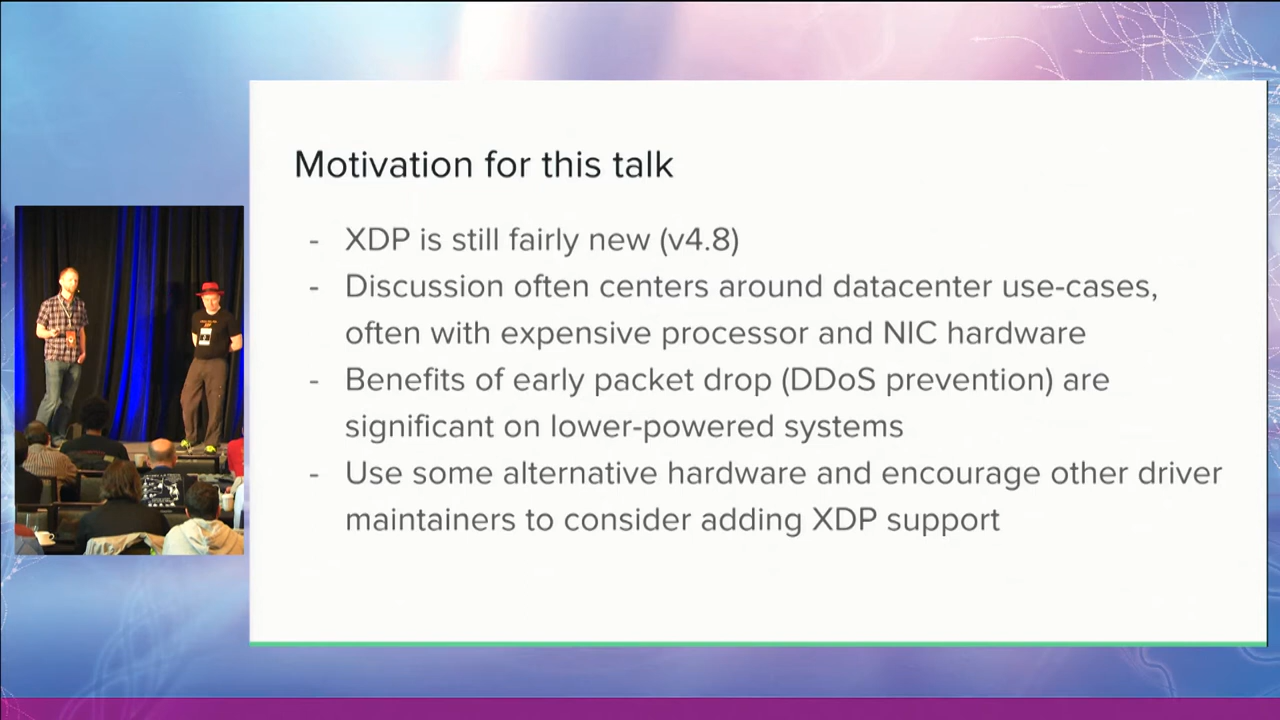 Motivation for this talk
- XDP is still fairly new (v4.8)
- Discussion often centers around datacenter use-cases,
often with expensive processor and NIC hardware
- Benefits of early packet drop (DDoS prevention) are
significant on lower-powered systems
- Use some alternative hardware and encourage other driver
maintainers to consider adding XDP support